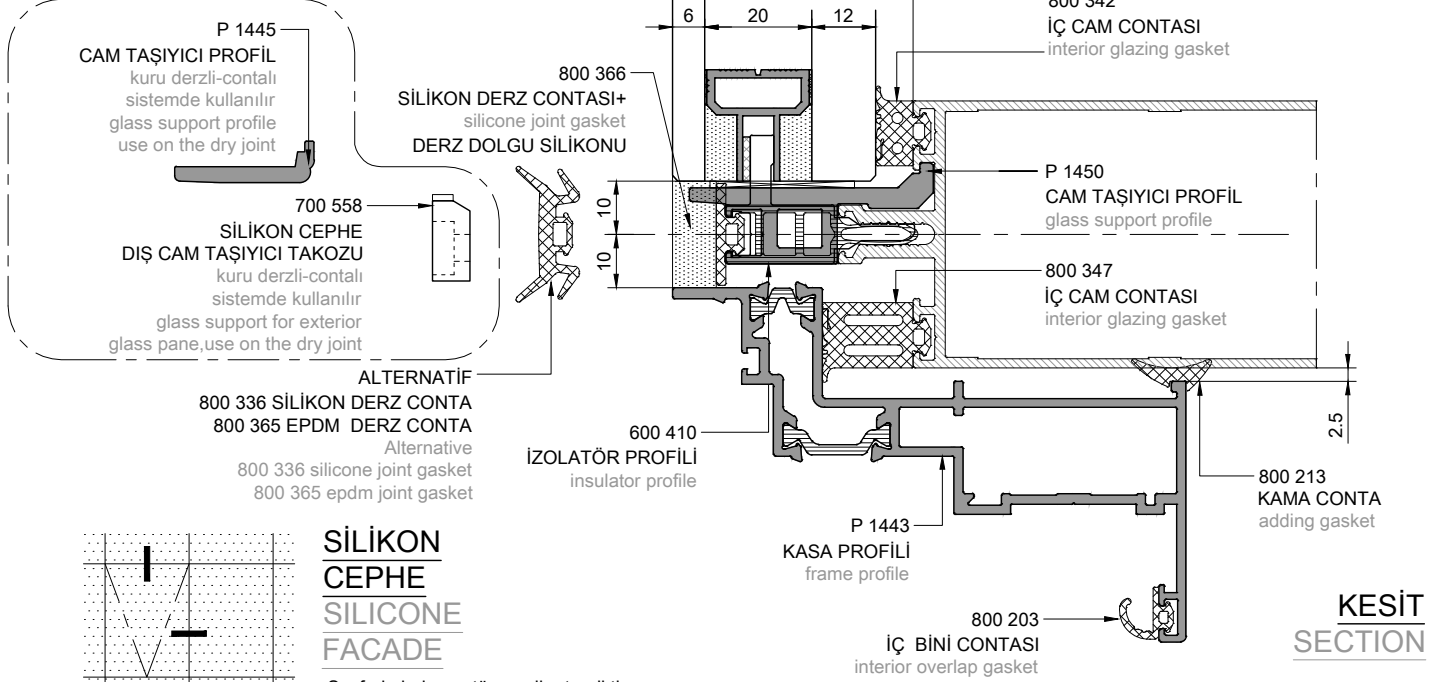 P 1445
CAM TAŞIYICI PROFİL
kuru derzli-contalı
sistemde kullanılır
glass support profile
use on the dry joint
700 558
SİLİKON CEPHE
DIŞ CAM TAŞIYICI TAKOZU
kuru derzli-contalı
sistemde kullanılır
glass support for exterior
glass pane,use on the dry joint
800 366
SİLİKON DERZ CONTASI+
silicone joint gasket
DERZ DOLGU SİLİKONU
6
20
12
10
10
800 342
İÇ CAM CONTASI
interior glazing gasket
P 1450
CAM TAŞIYICI PROFİL
glass support profile
800 347
İÇ CAM CONTASI
interior glazing gasket
ALTERNATİF
800 336 SİLİKON DERZ CONTA
800 365 EPDM DERZ CONTA
Alternative
800 336 silicone joint gasket
800 365 epdm joint gasket
600 410
İZOLATÖR PROFİLİ
insulator profile
2.5
800 213
KAMA CONTA
adding gasket
P 1443
KASA PROFİLİ
frame profile
800 203
İÇ BİNİ CONTASI
interior overlap gasket
SİLİKON
CEPHE
SILICONE
FACADE
KESİT
SECTION